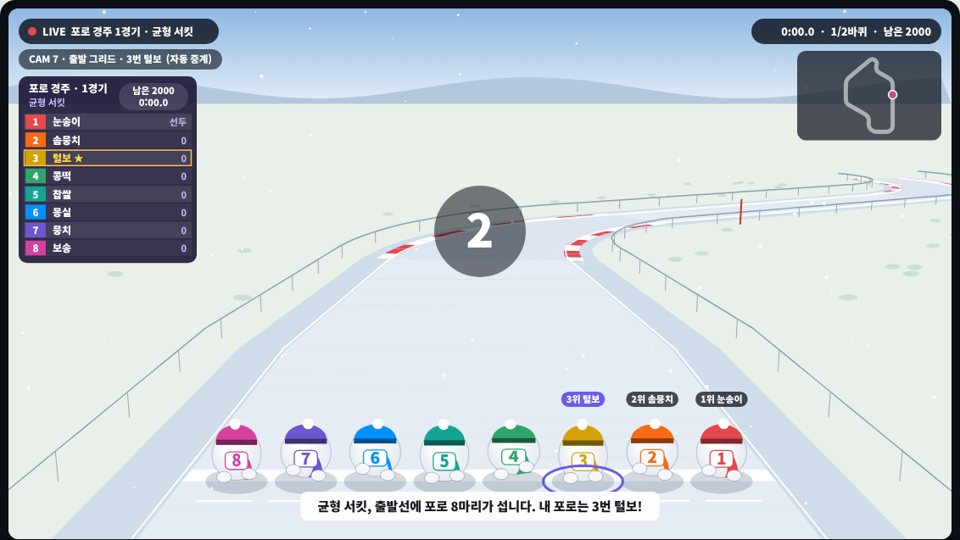 LIVE 포로 경주 1경기 · 균형 서킷
0:00.0 · 1/2바퀴 · 남은 2000
CAM 7 · 출발 그리드 · 3번 털보 (자동 중계)
포로 경주 · 1경기
균형 서킷
남은 2000
0:00.0
1 눈송이 선두
2 솜뭉치 0
3 털보 ★ 0
4 콩떡 0
5 찹쌀 0
6 몽실 0
7 뭉치 0
8 보송 0
2
3위 털보 2위 솜뭉치 1위 눈송이
8 7 6 5 4 3 2 1
균형 서킷, 출발선에 포로 8마리가 섭니다. 내 포로는 3번 털보!